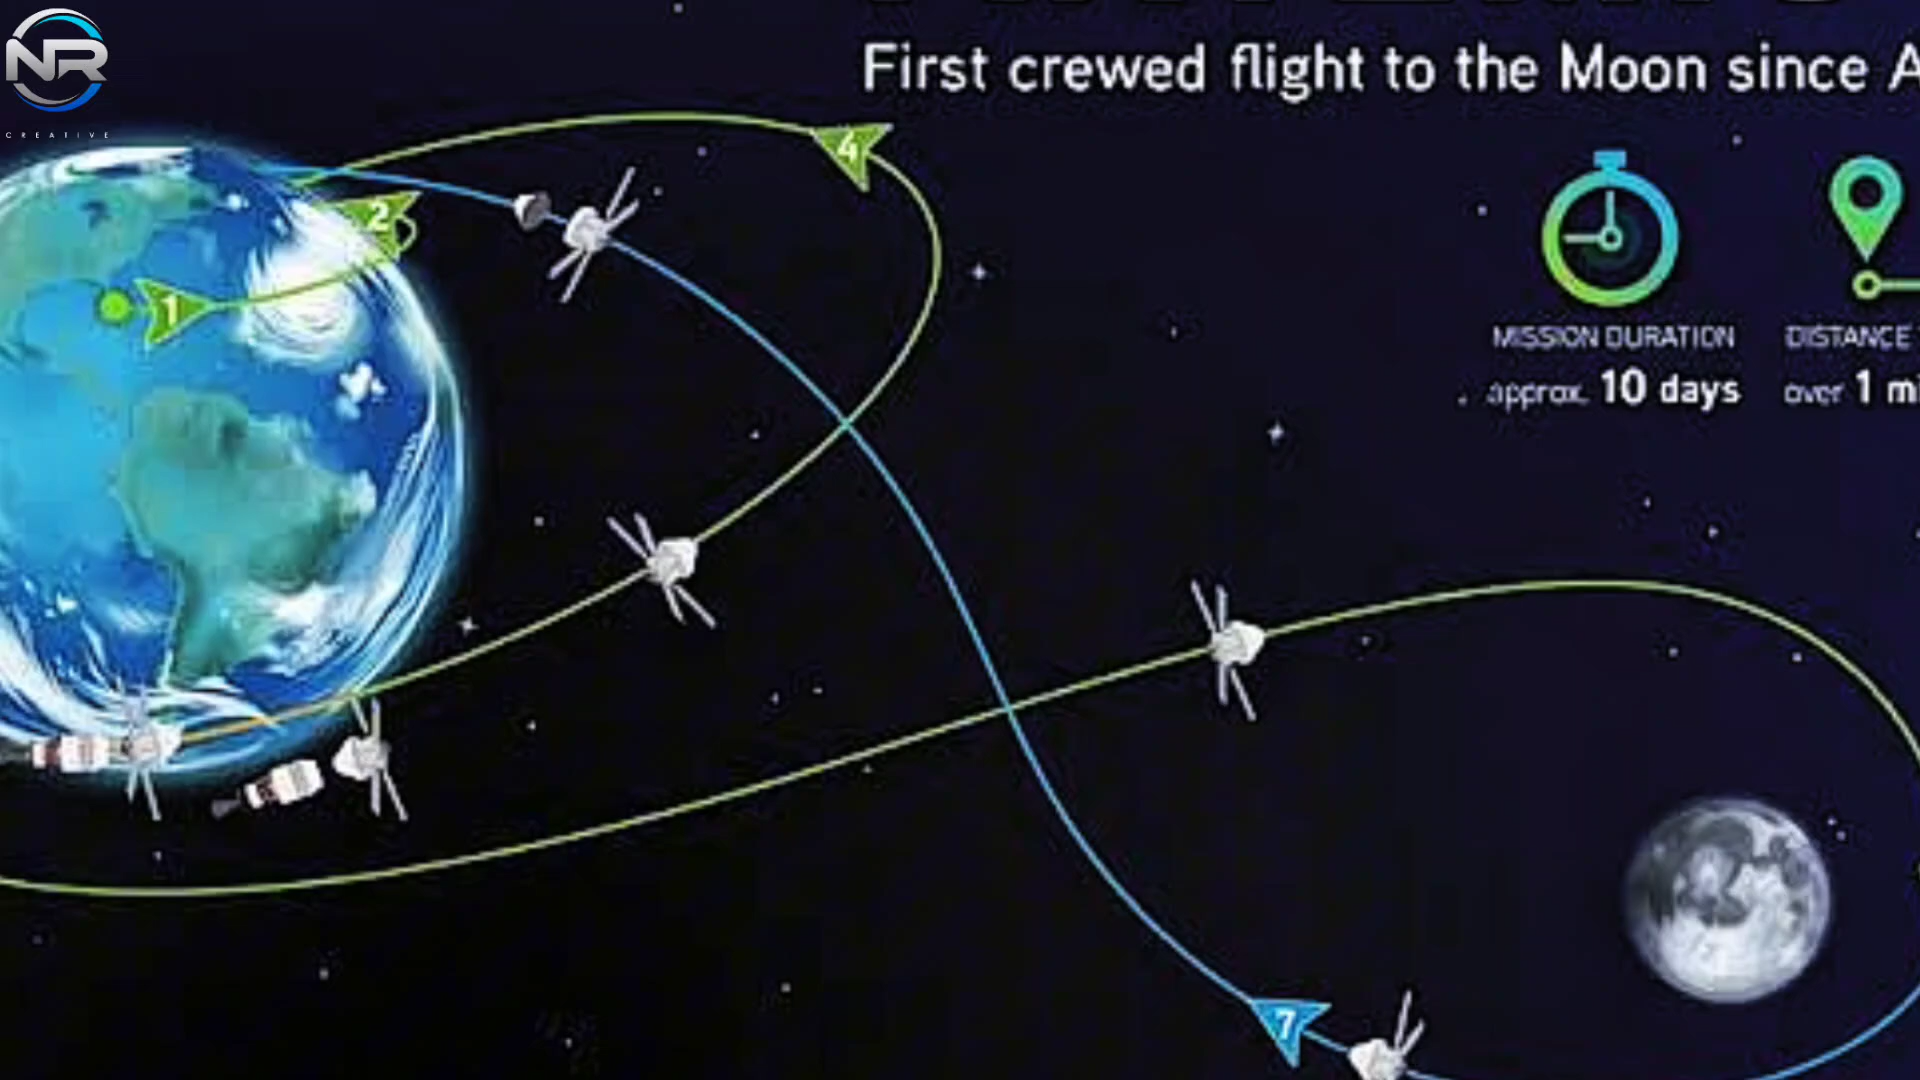 NR
CREATIVE
First crewed flight to the Moon since A
4
2
1
MISSION DURATION
approx. 10 days
DISTANCE
over 1 mi
7